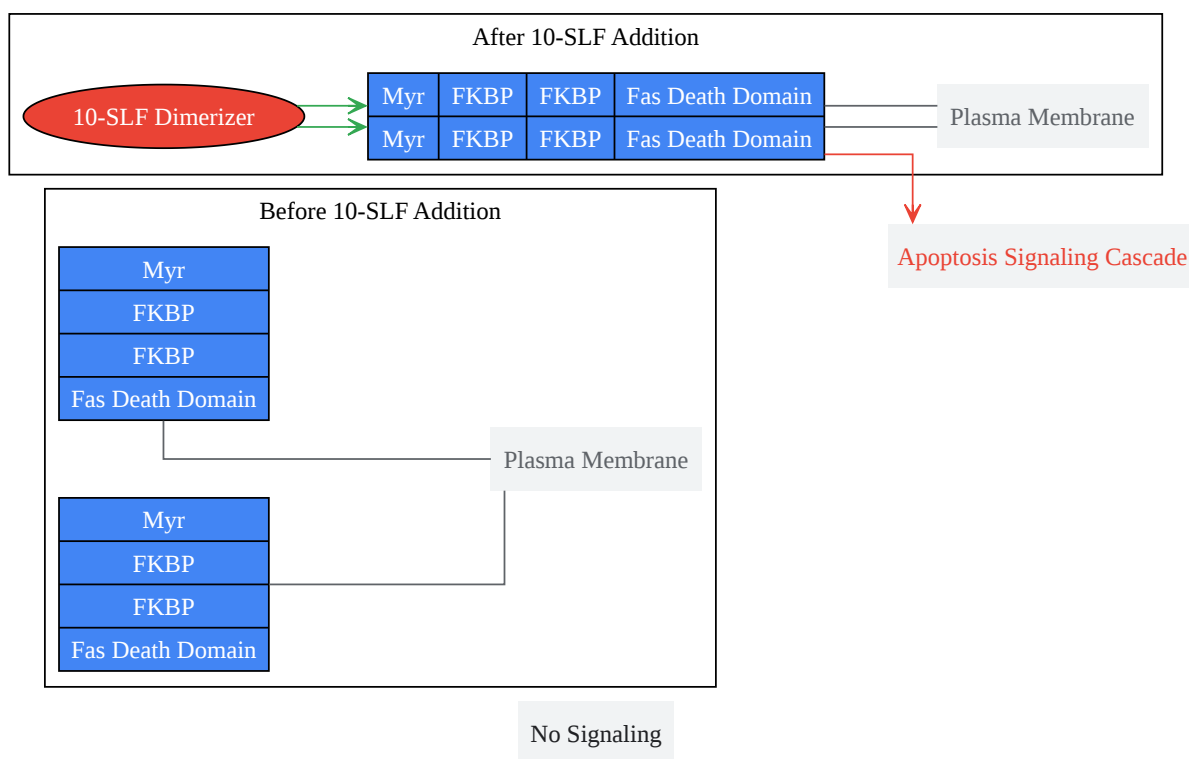 After 10-SLF Addition
10-SLF Dimerizer
Myr FKBP FKBP Fas Death Domain
Myr FKBP FKBP Fas Death Domain
Plasma Membrane
Apoptosis Signaling Cascade
Before 10-SLF Addition
Myr
FKBP
FKBP
Fas Death Domain
Plasma Membrane
Myr
FKBP
FKBP
Fas Death Domain
No Signaling